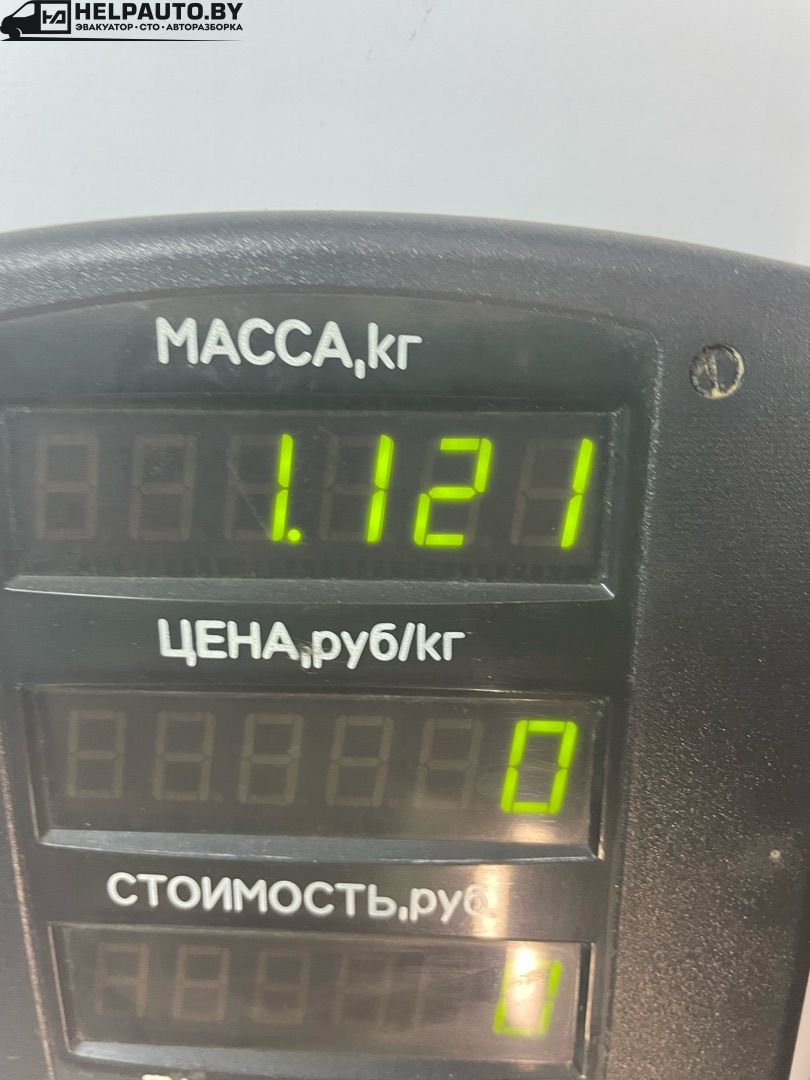 HELPAUTO.BY
ЭВАКУАТОР•СТО•АВТОРАЗБОРКА
МАССА,кг
1.121
ЦЕНА,руб/кг
0
СТОИМОСТЬ,руб
0